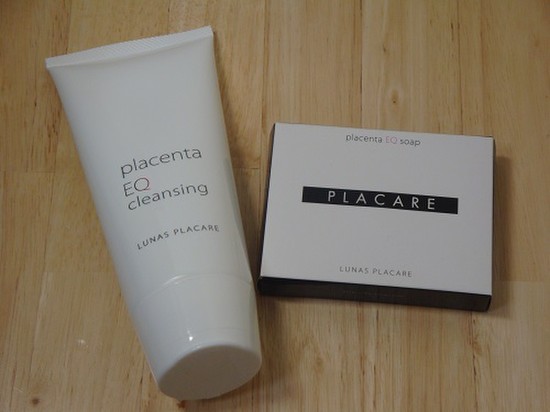 placenta
EQ
cleansing
LUNAS PLACARE
placenta EQ soap
PLACARE
LUNAS PLACARE